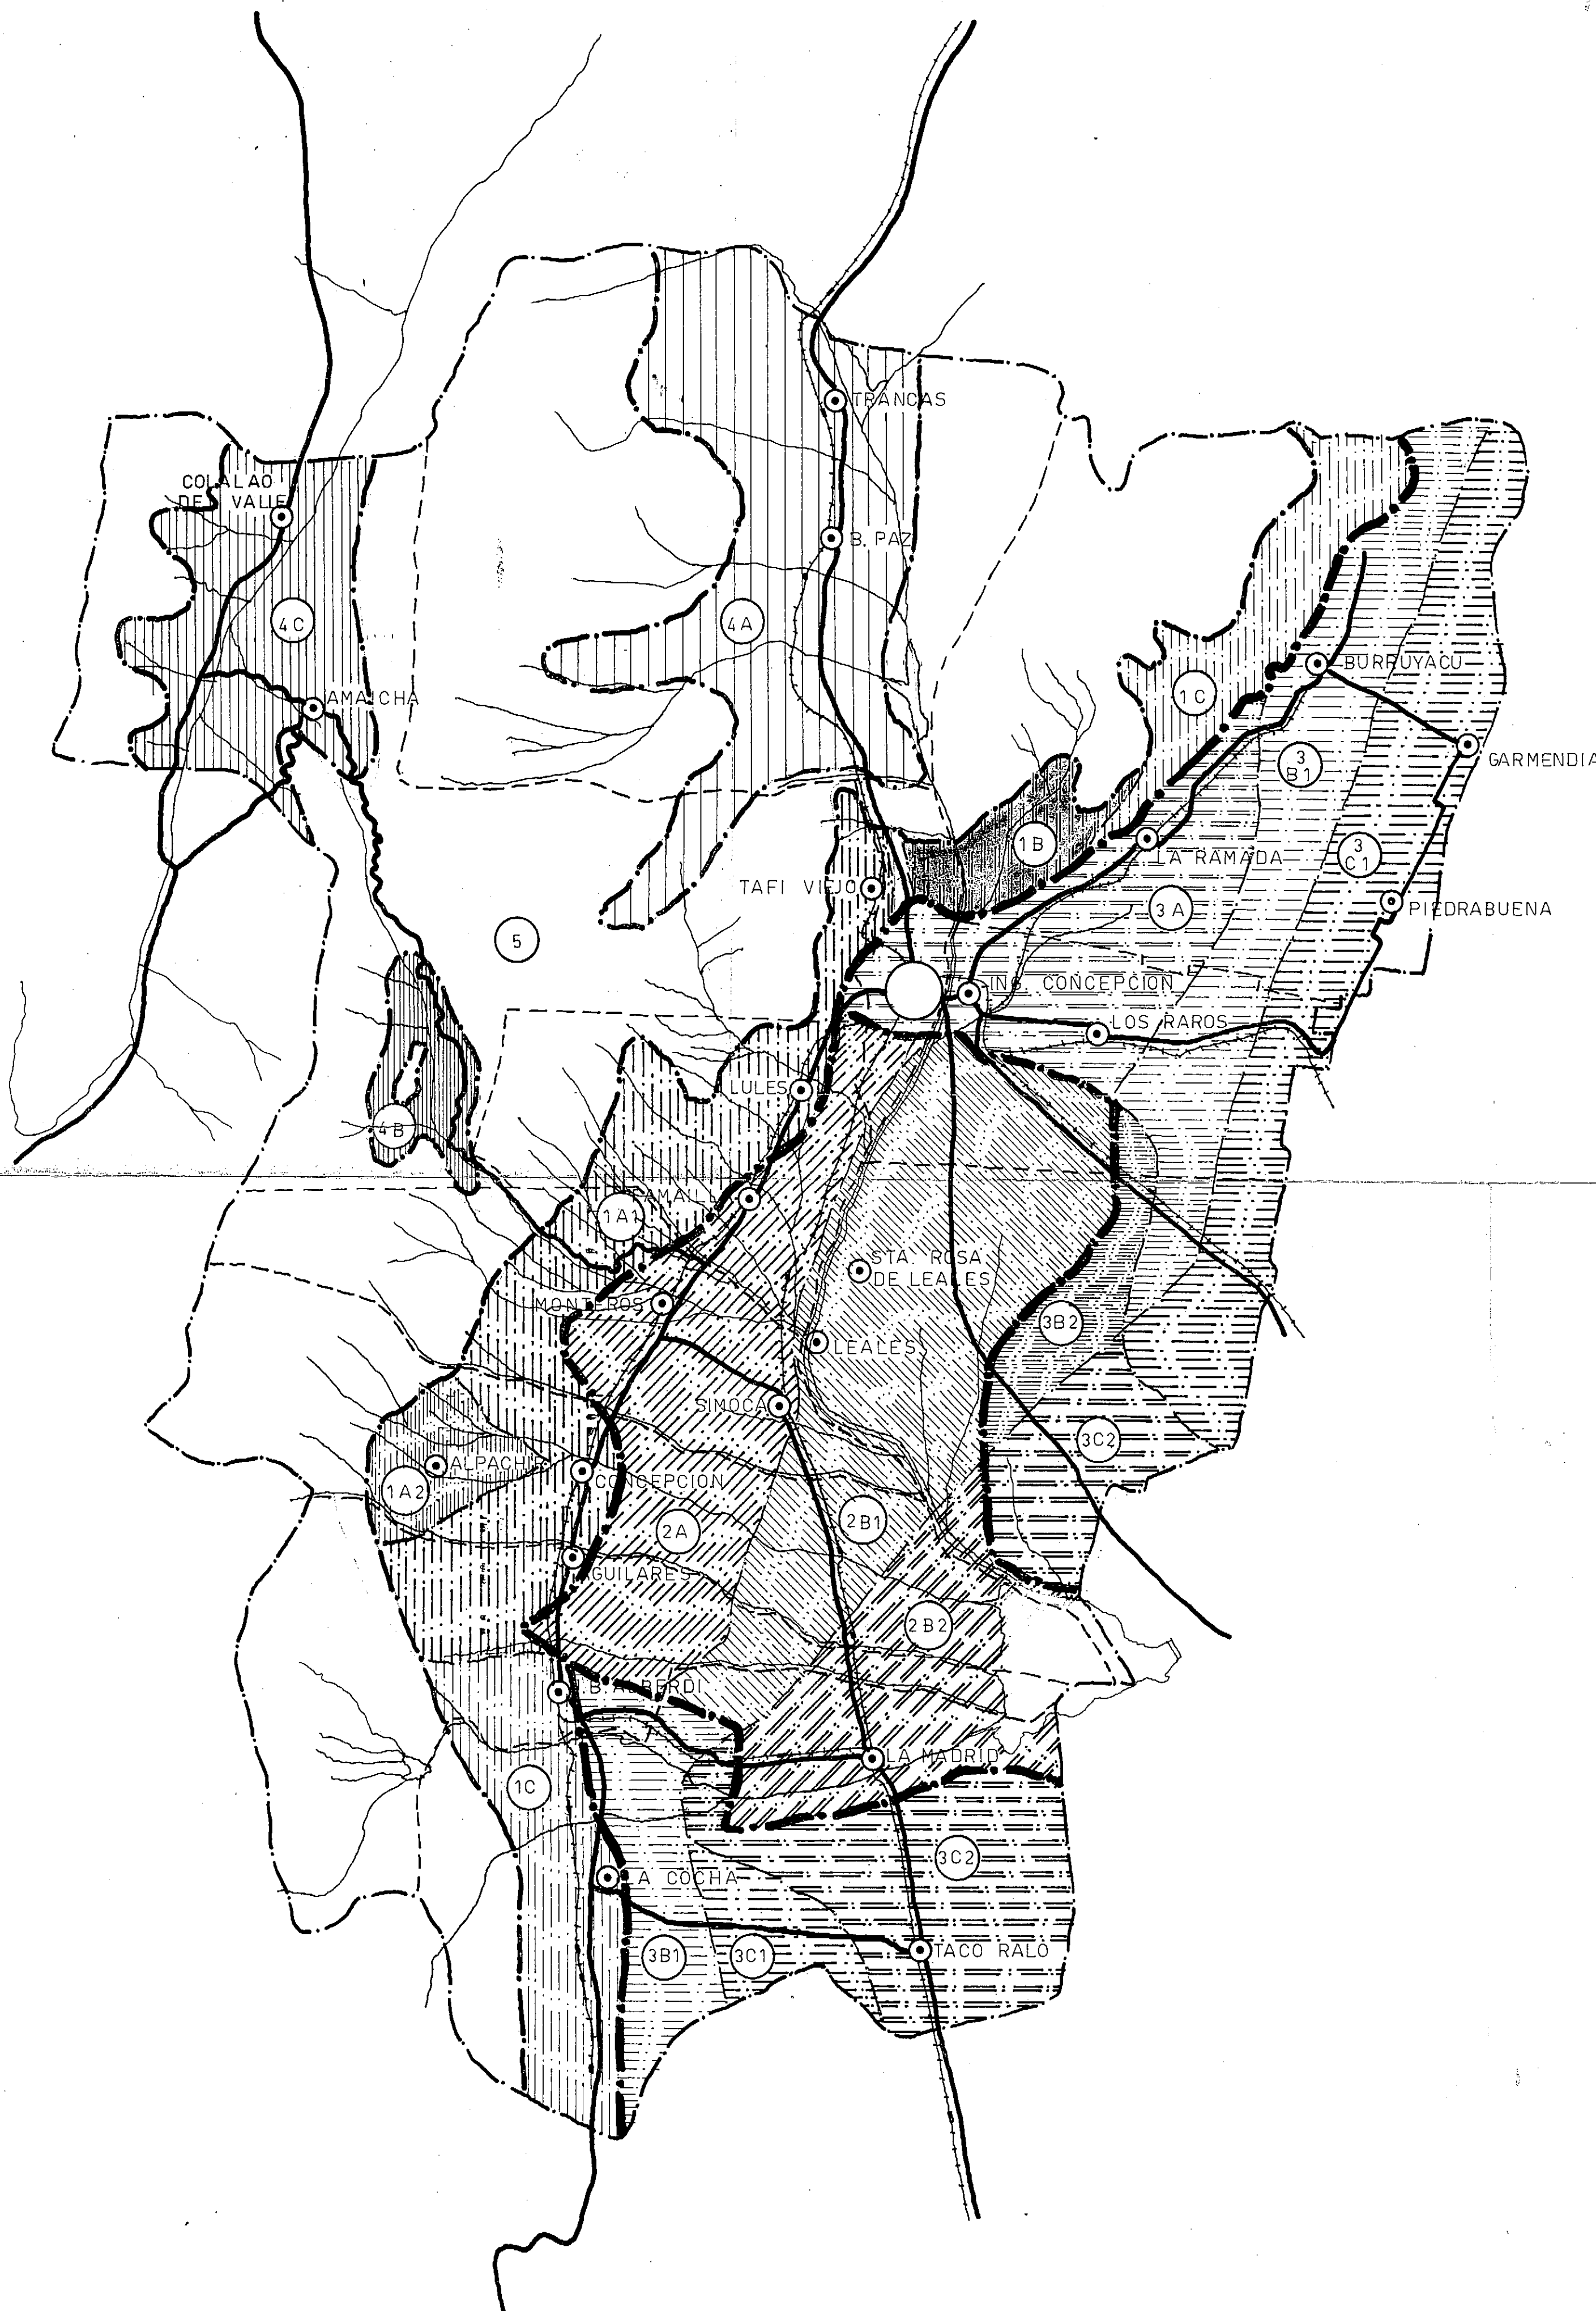 TRANCAS
COLALAO
DEL VALLE
B. PAZ
4C
4A
BURRUYACU
1C
AMAICHA
GARMENDIA
3
B1
1B
LA RAMADA
3
C1
TAFI VIEJO
3A
PIEDRABUENA
5
ING. CONCEPCION
LOS RAROS
LULES
4B
1A1
STA. ROSA
DE LEALES
MONTEROS
3B2
LEALES
SIMOCA
3C2
ALPACHIRI
1A2
CONCEPCION
2B1
2A
AGUILARES
2B2
J.B. ALBERDI
LA MADRID
1C
3C2
LA COCHA
3B1
3C1
TACO RALO